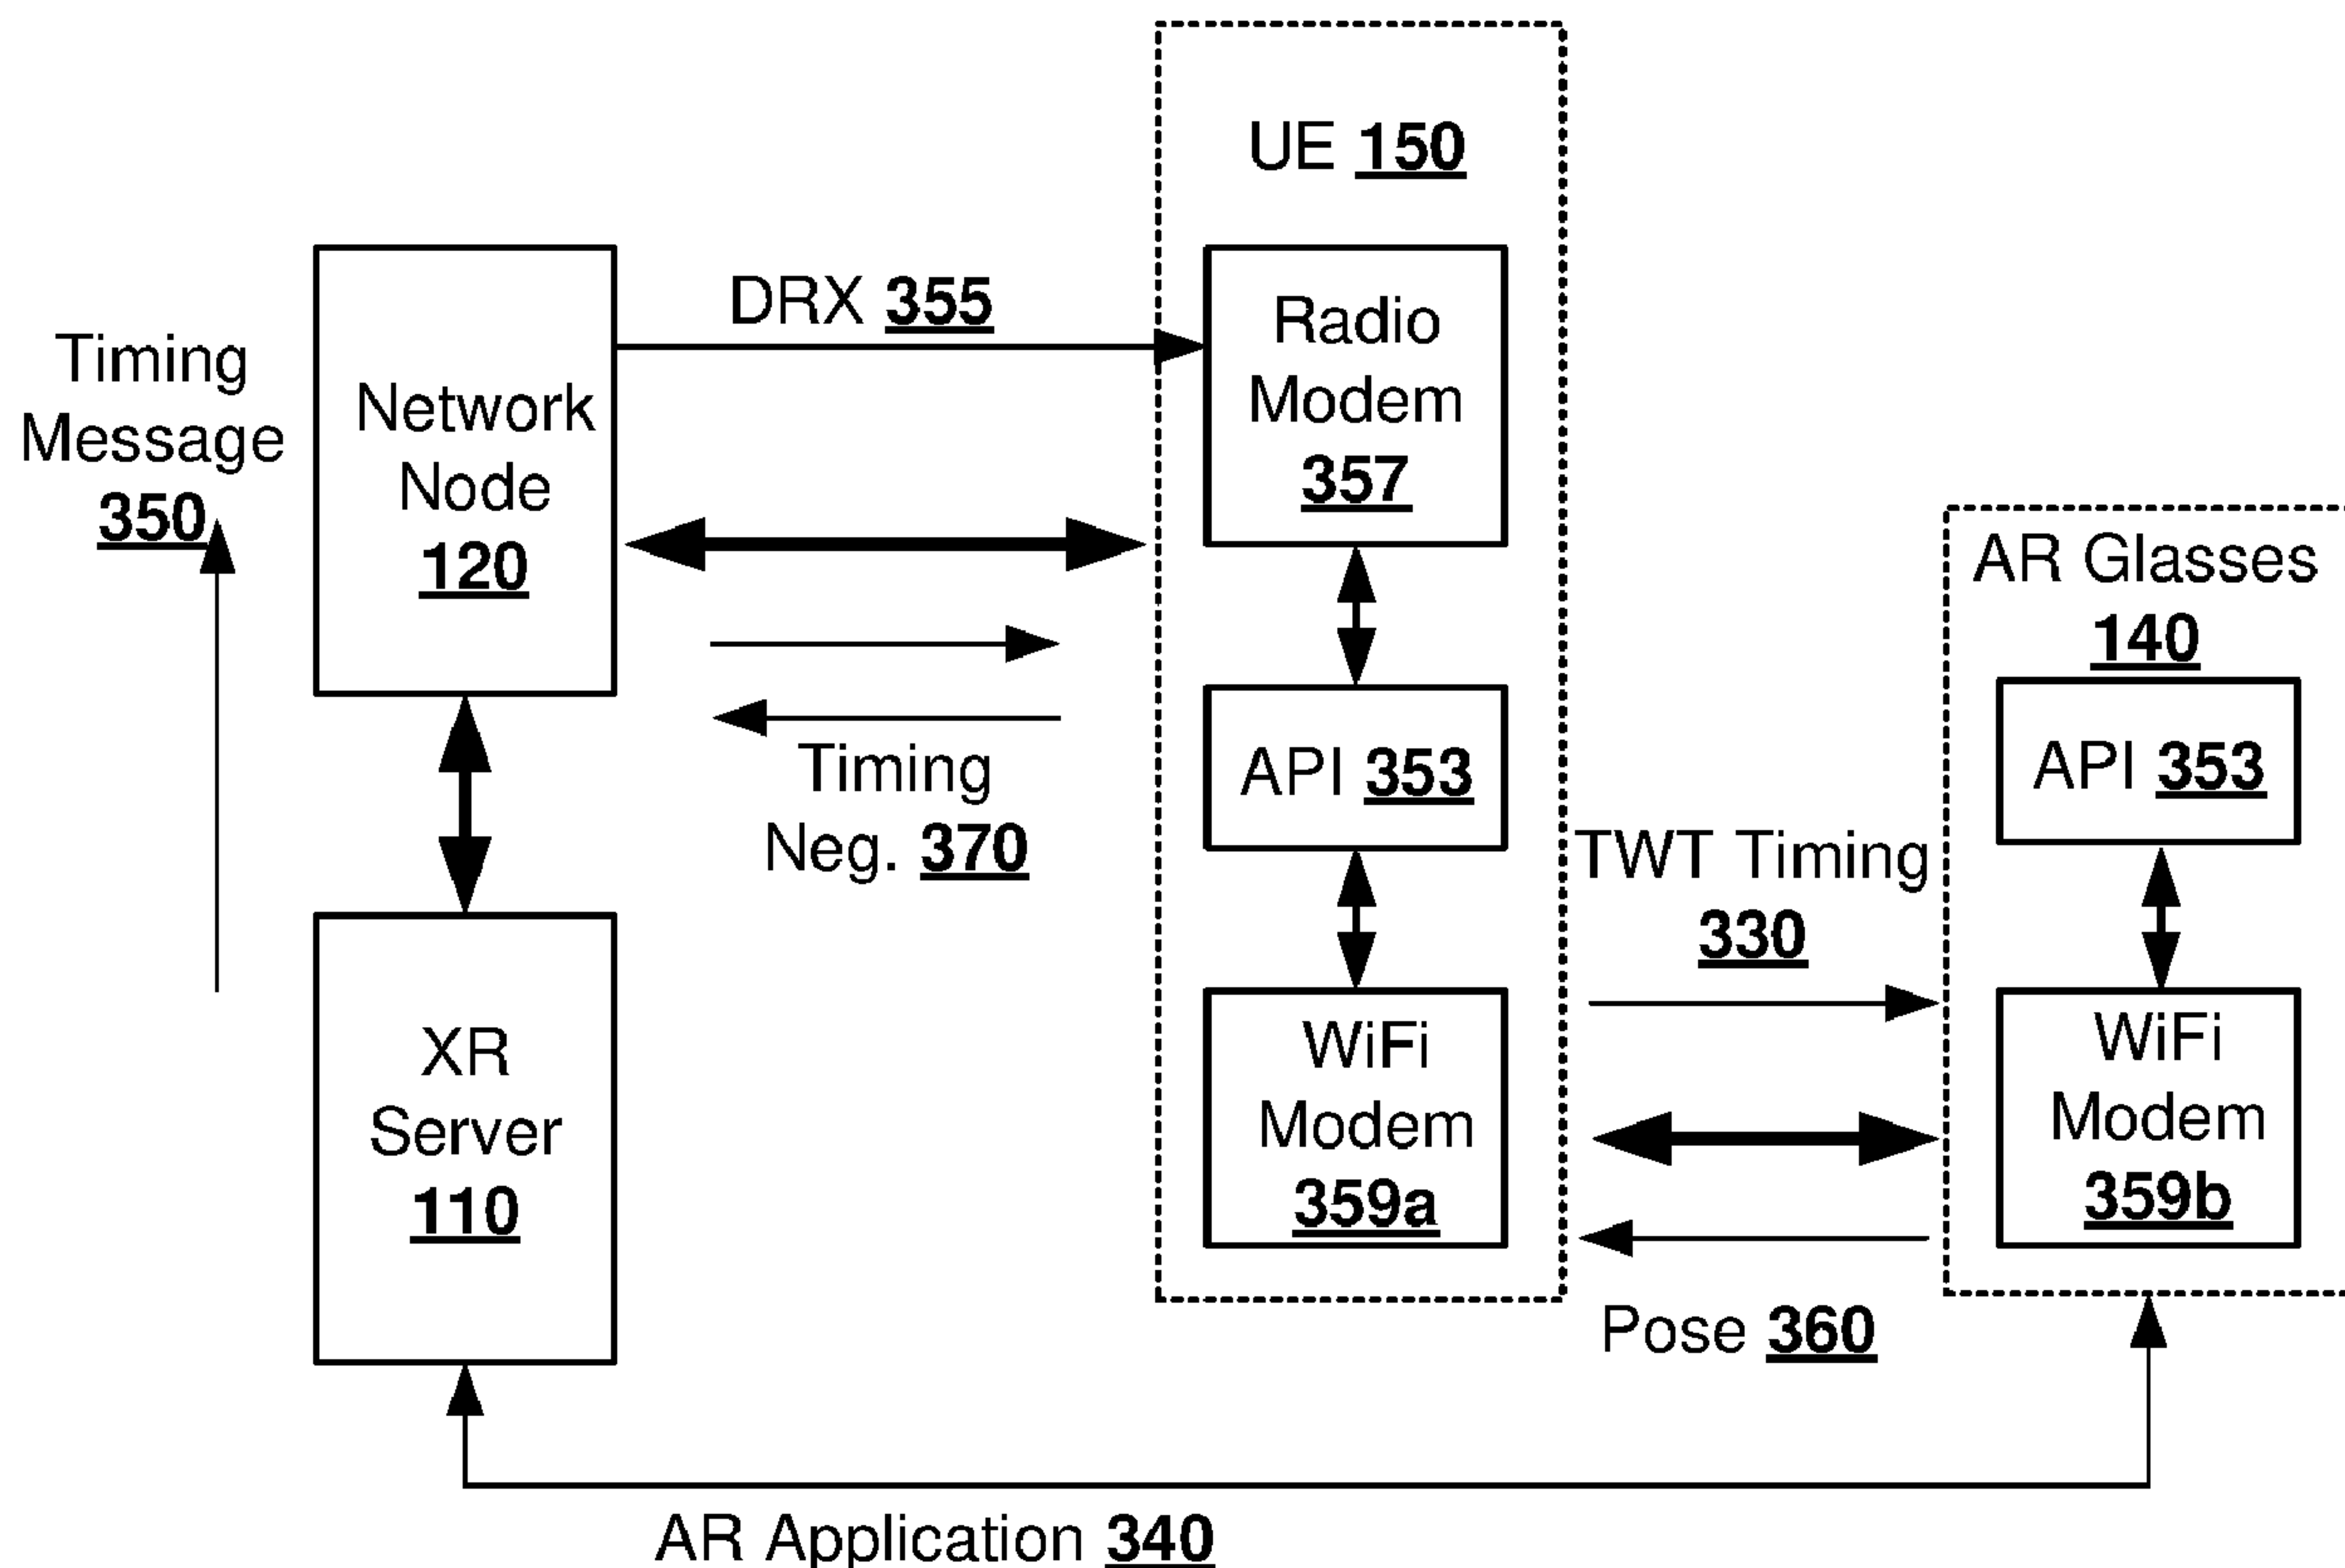 UE 150
Timing
Message
350
Network
Node
120
DRX 355
Radio
Modem
357
AR Glasses
140
API 353
Timing
Neg. 370
API 353
TWT Timing
330
XR
Server
110
WiFi
Modem
359a
WiFi
Modem
359b
Pose 360
AR Application 340